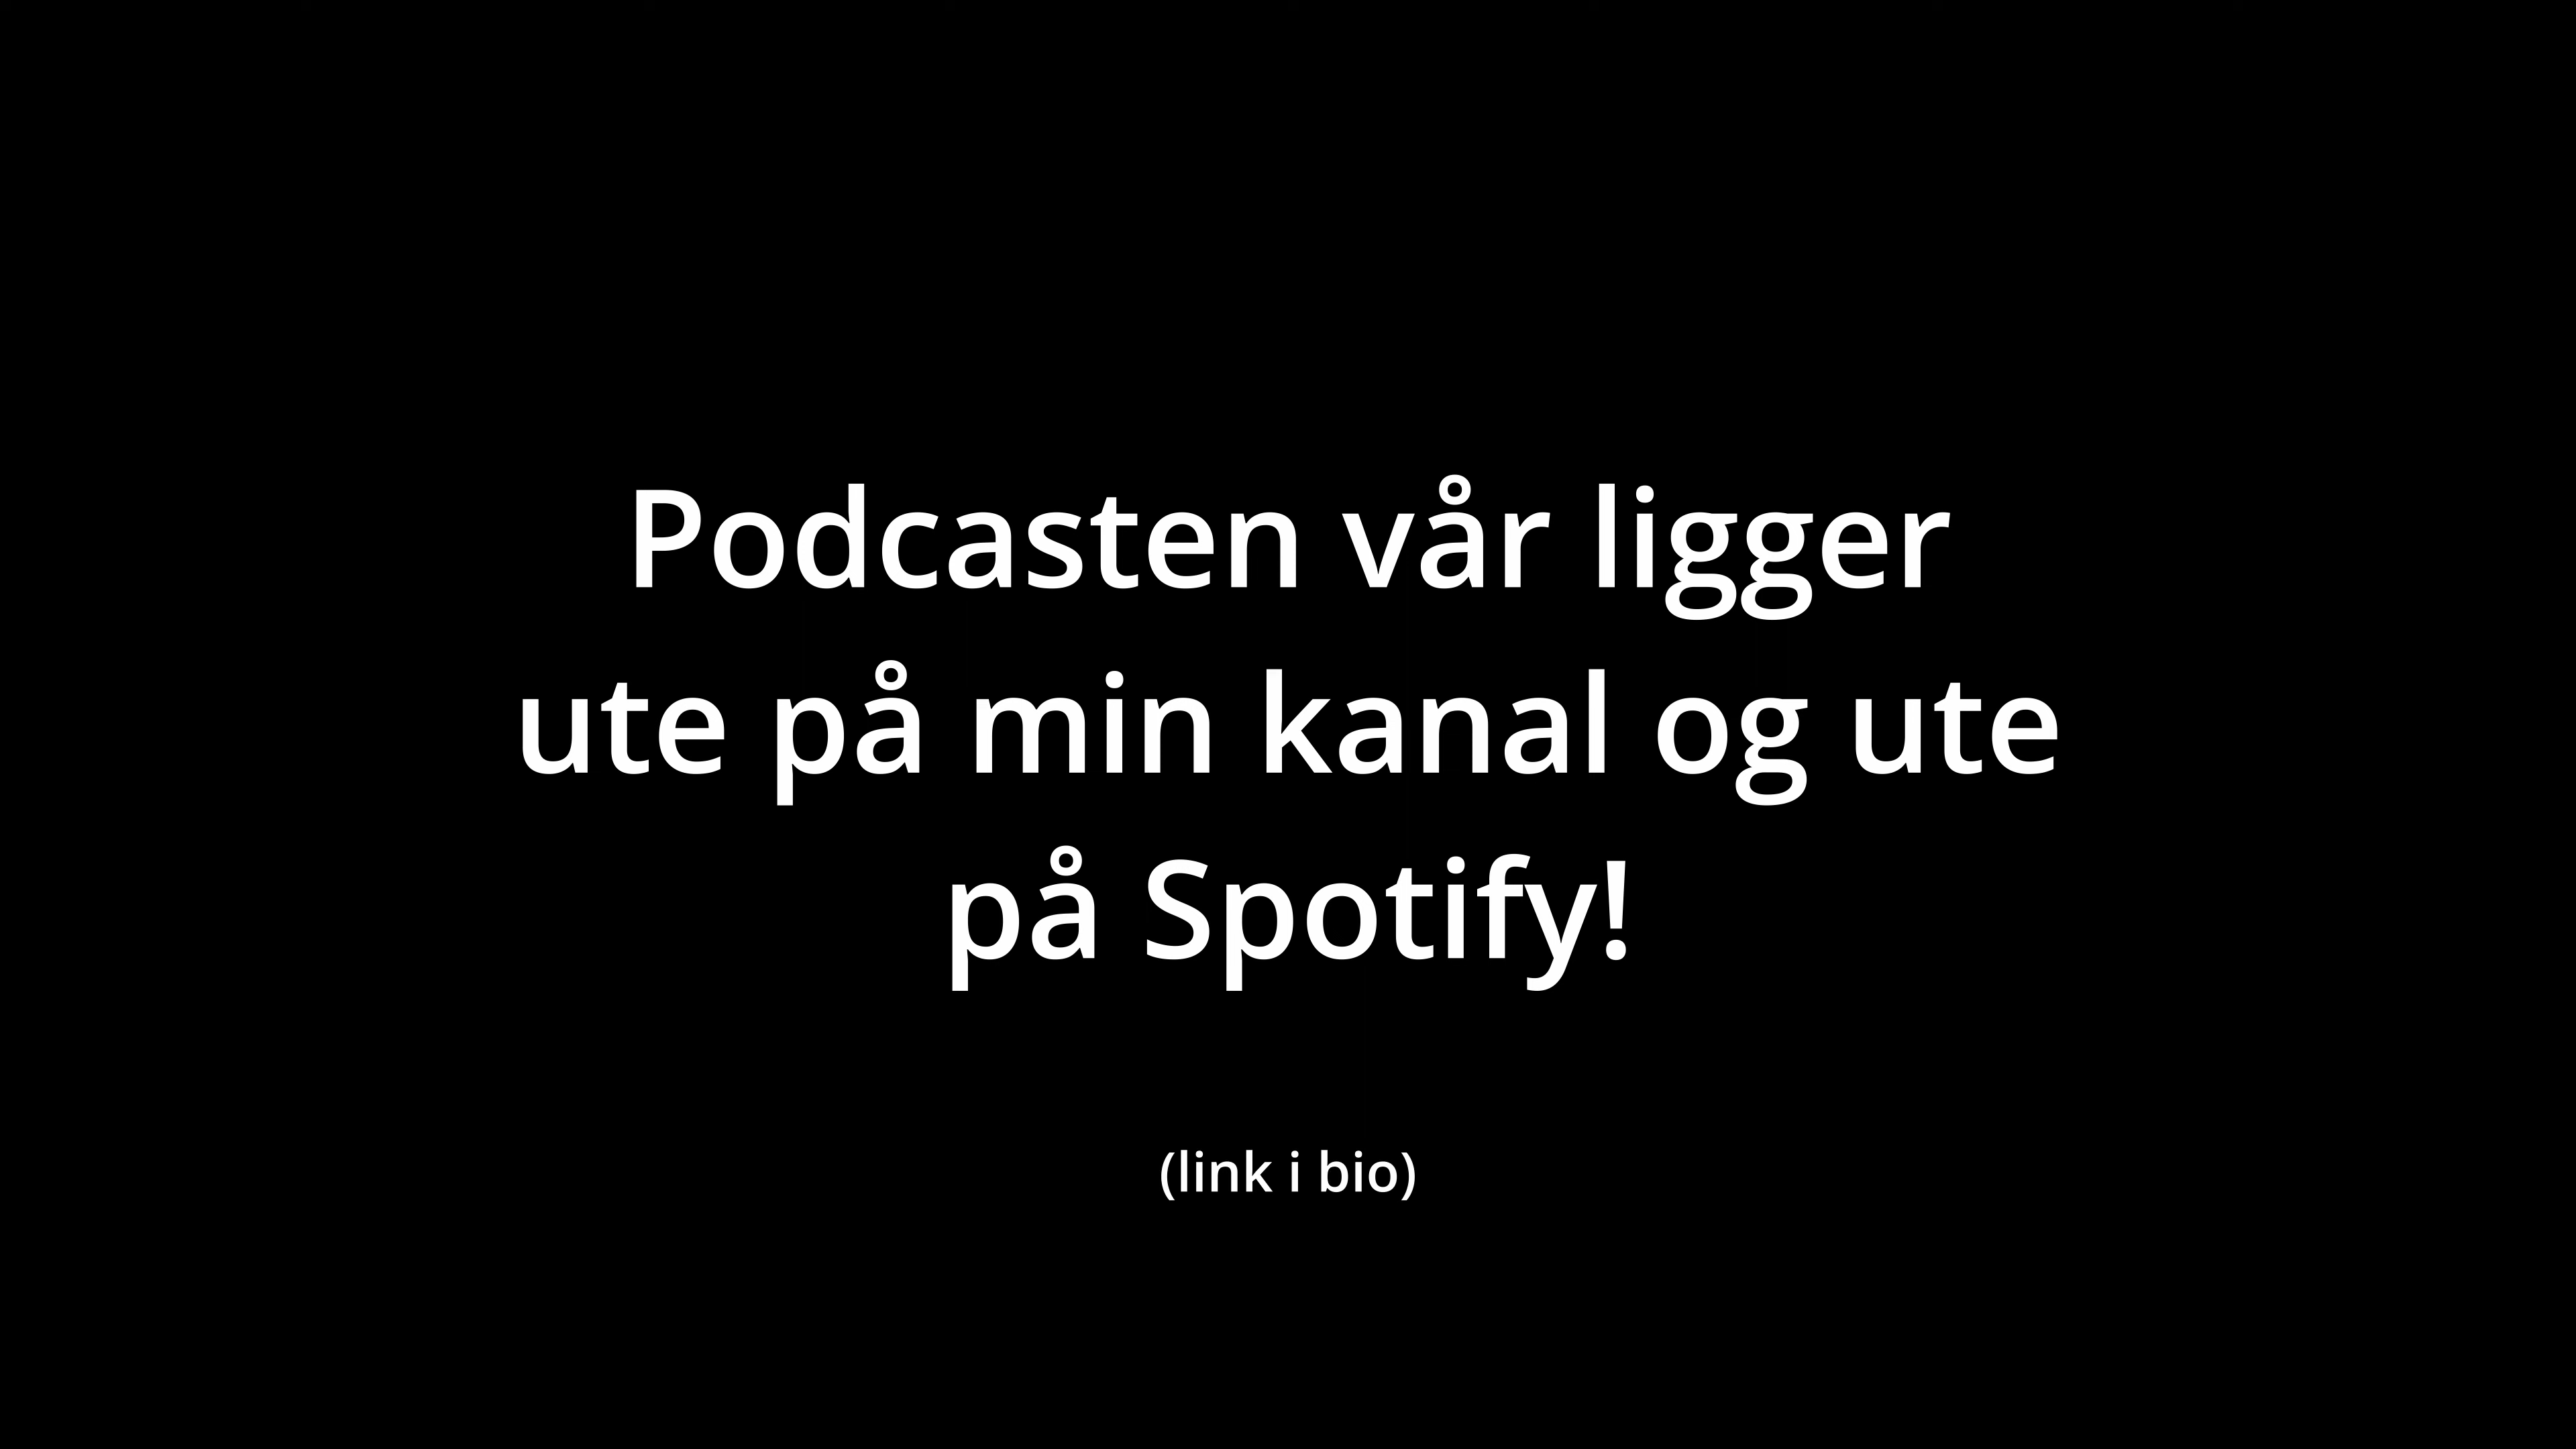 Podcasten vår ligger
ute på min kanal og ute
på Spotify!
(link i bio)